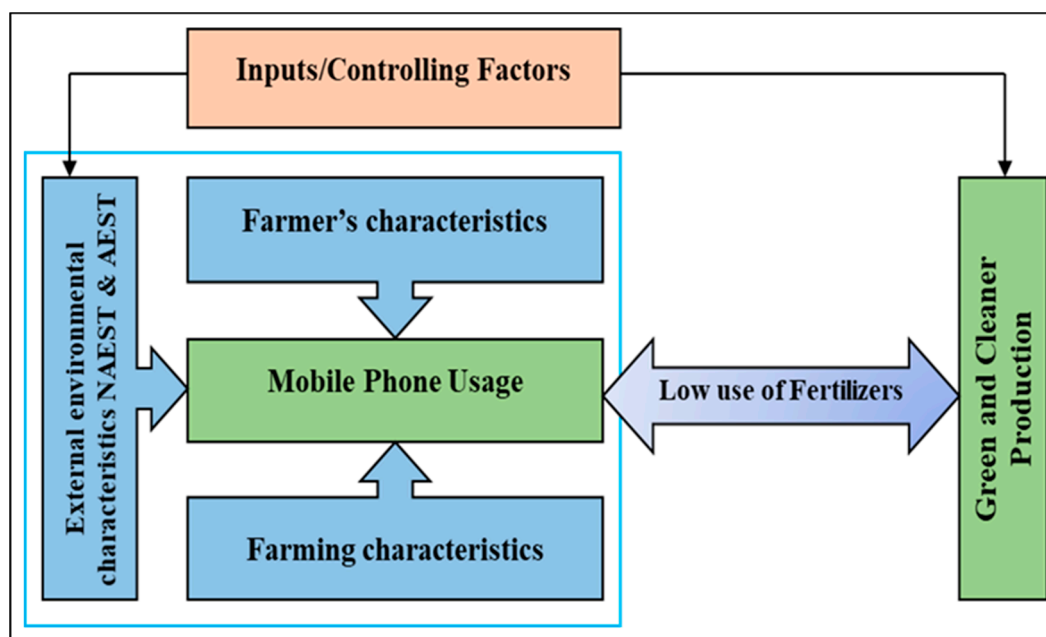 Inputs/Controlling Factors
External environmental
characteristics NAEST & AEST
Farmer's characteristics
Mobile Phone Usage
Farming characteristics
Low use of Fertilizers
Green and Cleaner
Production